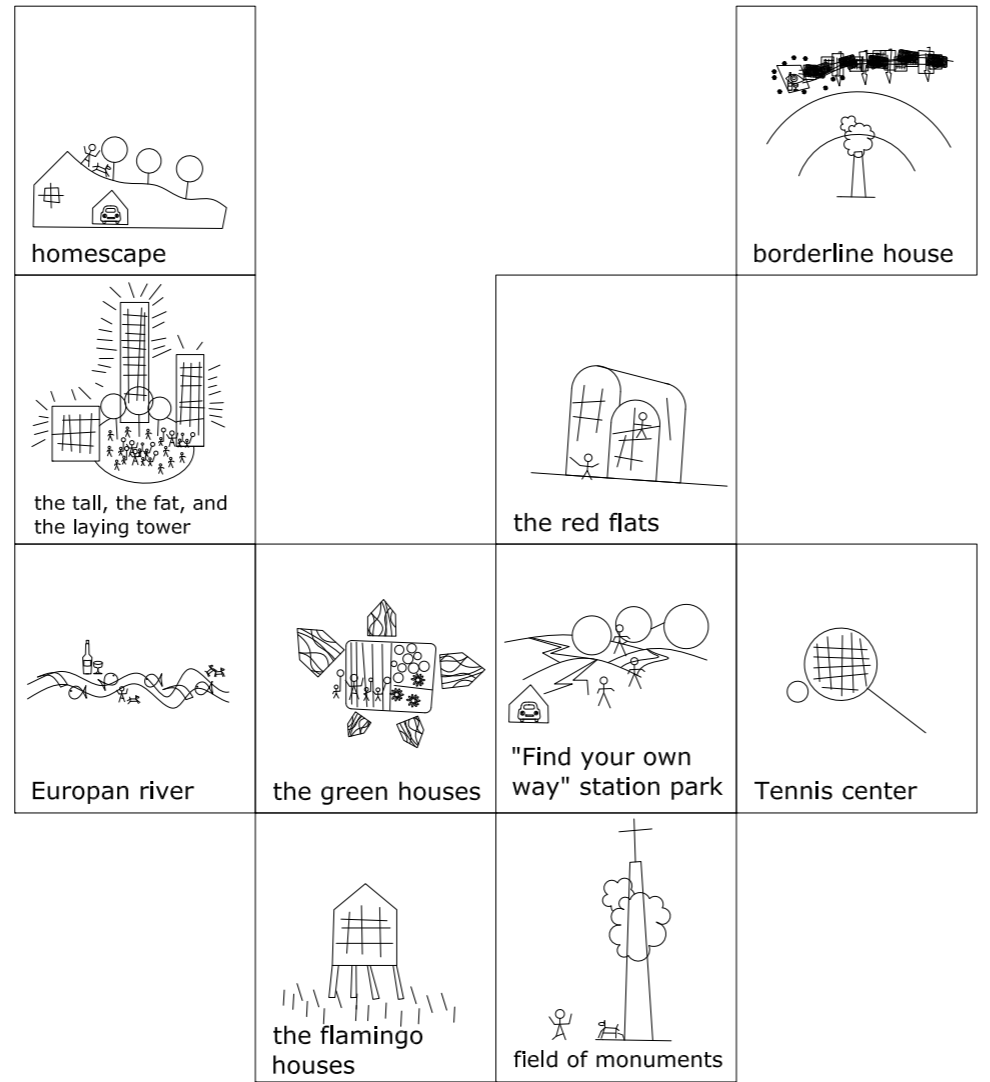 homescape
borderline house
the tall, the fat, and
the laying tower
the red flats
Europan river
the green houses
"Find your own
way" station park
Tennis center
the flamingo
houses
field of monuments